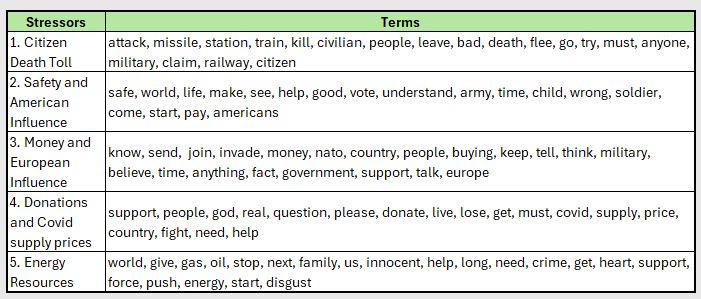 Stressors Terms
1. Citizen
Death Toll
attack, missile, station, train, kill, civilian, people, leave, bad, death, flee, go, try, must, anyone,
military, claim, railway, citizen
2. Safety and
American
Influence
safe, world, life, make, see, help, good, vote, understand, army, time, child, wrong, soldier,
come, start, pay, americans
3. Money and
European
Influence
know, send, join, invade, money, nato, country, people, buying, keep, tell, think, military,
believe, time, anything, fact, government, support, talk, europe
4. Donations
and Covid
supply prices
support, people, god, real, question, please, donate, live, lose, get, must, covid, supply, price,
country, fight, need, help
5. Energy
Resources
world, give, gas, oil, stop, next, family, us, innocent, help, long, need, crime, get, heart, support,
force, push, energy, start, disgust